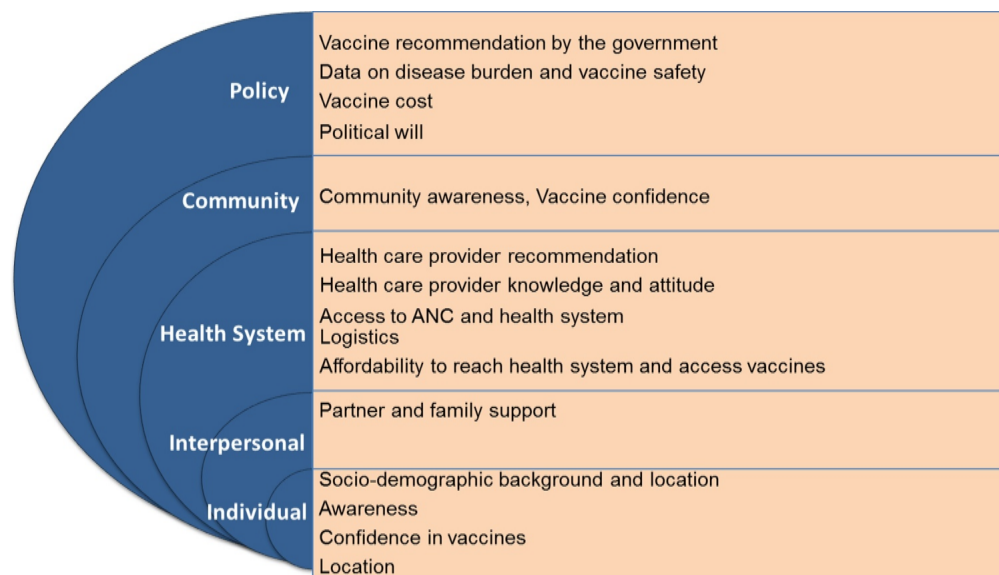 Policy
Vaccine recommendation by the government
Data on disease burden and vaccine safety
Vaccine cost
Political will
Community
Community awareness, Vaccine confidence
Health System
Health care provider recommendation
Health care provider knowledge and attitude
Access to ANC and health system
Logistics
Affordability to reach health system and access vaccines
Interpersonal
Partner and family support
Individual
Socio-demographic background and location
Awareness
Confidence in vaccines
Location